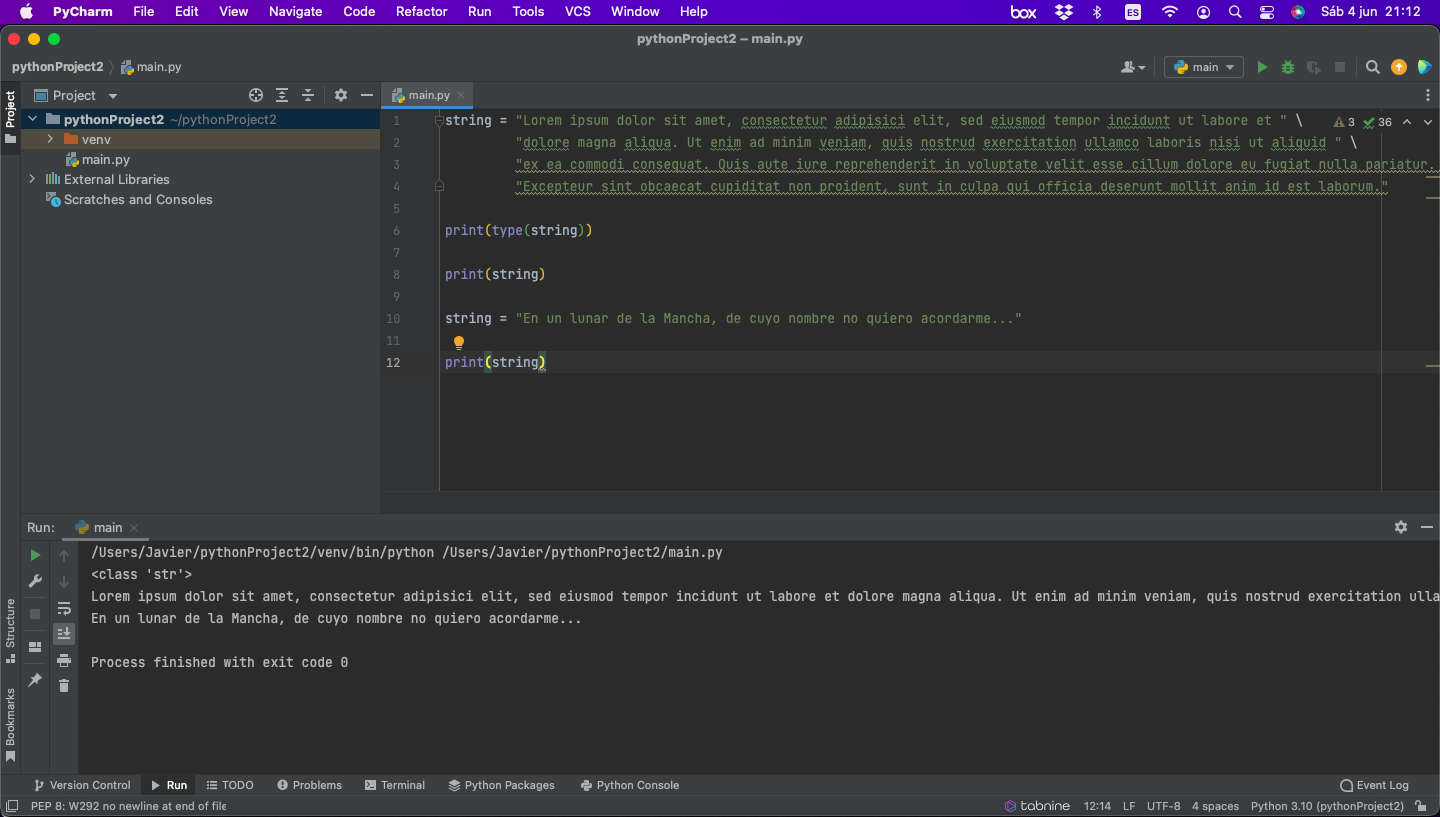 PyCharm File Edit View Navigate Code Refactor Run Tools VCS Window Help box ES Sáb 4 jun 21:12
pythonProject2 – main.py
pythonProject2 main.py main
Project
Project main.py
pythonProject2 ~/pythonProject2
venv
main.py
External Libraries
Scratches and Consoles
3 36
1 string = "Lorem ipsum dolor sit amet, consectetur adipisici elit, sed eiusmod tempor incidunt ut labore et " \
2 "dolore magna aliqua. Ut enim ad minim veniam, quis nostrud exercitation ullamco laboris nisi ut aliquid " \
3 "ex ea commodi consequat. Quis aute iure reprehenderit in voluptate velit esse cillum dolore eu fugiat nulla pariatur.
4 "Excepteur sint obcaecat cupiditat non proident, sunt in culpa qui officia deserunt mollit anim id est laborum."
5
6 print(type(string))
7
8 print(string)
9
10 string = "En un lunar de la Mancha, de cuyo nombre no quiero acordarme..."
11
12 print(string)
Run: main
/Users/Javier/pythonProject2/venv/bin/python /Users/Javier/pythonProject2/main.py
<class 'str'>
Lorem ipsum dolor sit amet, consectetur adipisici elit, sed eiusmod tempor incidunt ut labore et dolore magna aliqua. Ut enim ad minim veniam, quis nostrud exercitation ulla
En un lunar de la Mancha, de cuyo nombre no quiero acordarme...
Process finished with exit code 0
Structure
Bookmarks
Version Control Run TODO Problems Terminal Python Packages Python Console Event Log
PEP 8: W292 no newline at end of file tabnine 12:14 LF UTF-8 4 spaces Python 3.10 (pythonProject2)